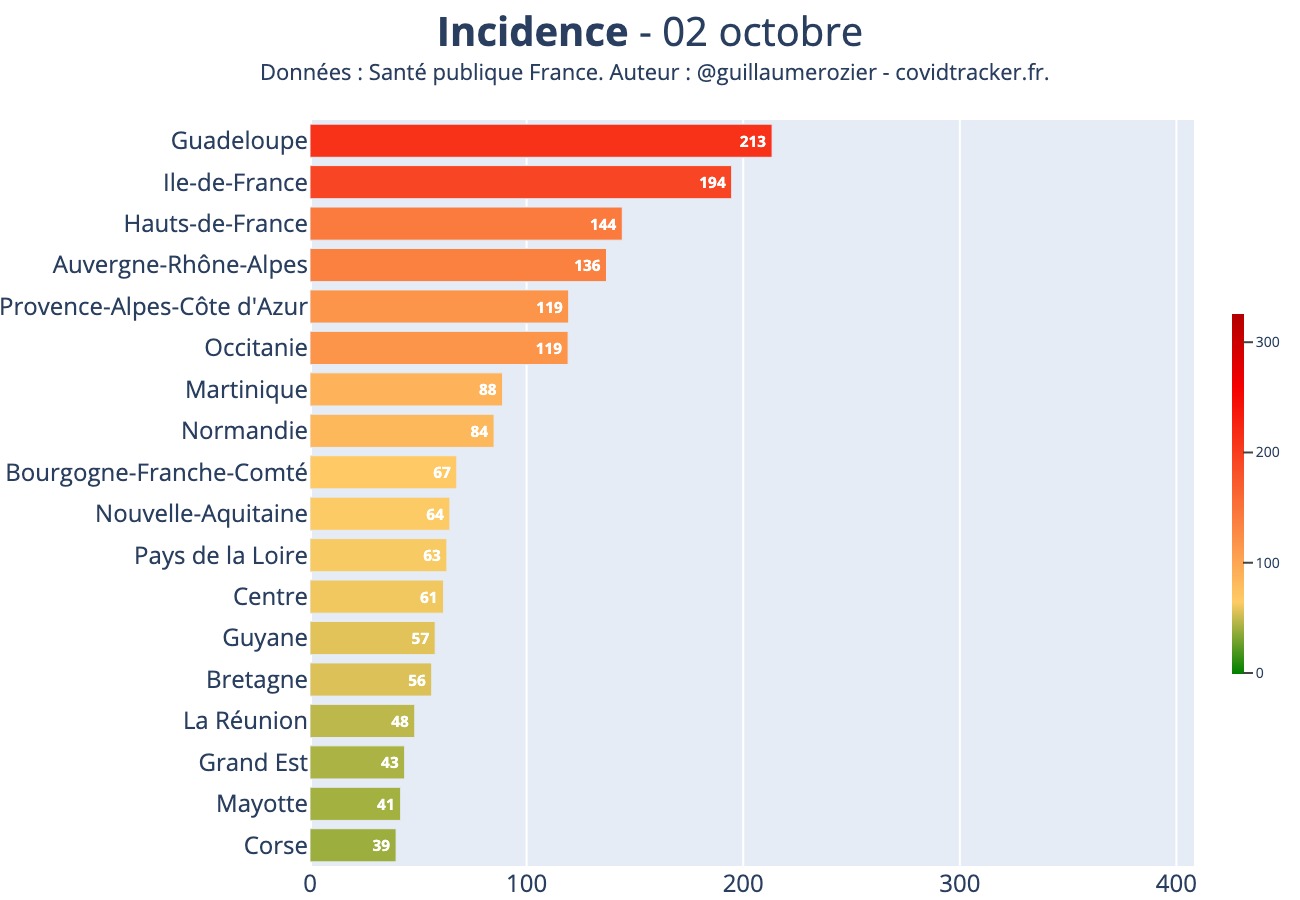 Incidence - 02 octobre
Données : Santé publique France. Auteur : @guillaumerozier - covidtracker.fr.
Guadeloupe 213
Ile-de-France 194
Hauts-de-France 144
Auvergne-Rhône-Alpes 136
Provence-Alpes-Côte d'Azur 119
Occitanie 119
Martinique 88
Normandie 84
Bourgogne-Franche-Comté 67
Nouvelle-Aquitaine 64
Pays de la Loire 63
Centre 61
Guyane 57
Bretagne 56
La Réunion 48
Grand Est 43
Mayotte 41
Corse 39
0 100 200 300 400
300
200
100
0